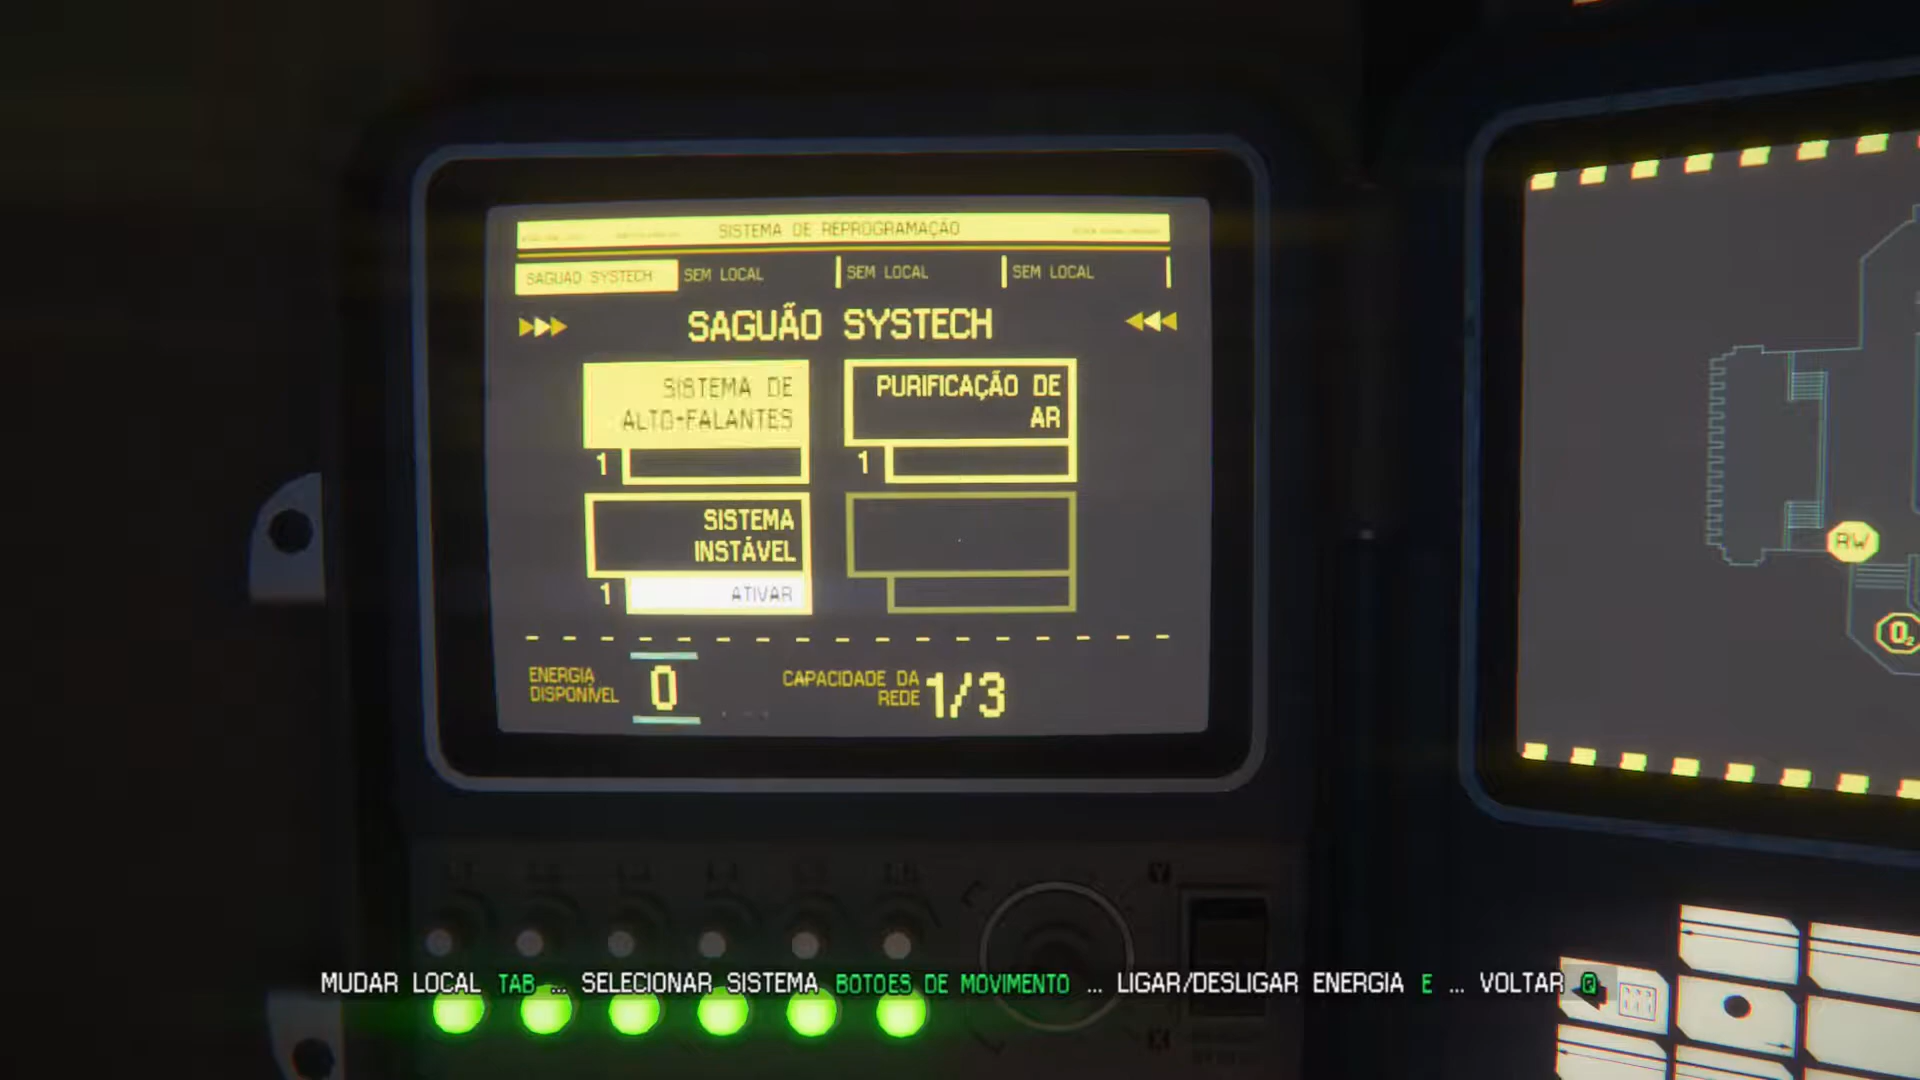 SISTEMA DE REPROGRAMAÇÃO
SAGUAO SYSTECH SEM LOCAL SEM LOCAL SEM LOCAL
SAGUÃO SYSTECH
SISTEMA DE
ALTO-FALANTES
1
PURIFICAÇÃO DE
AR
1
SISTEMA
INSTÁVEL
1 ATIVAR
ENERGIA
DISPONÍVEL
0
CAPACIDADE DA
REDE
1/3
RW
O2
MUDAR LOCAL TAB ... SELECIONAR SISTEMA BOTOES DE MOVIMENTO ... LIGAR/DESLIGAR ENERGIA E ... VOLTAR Q